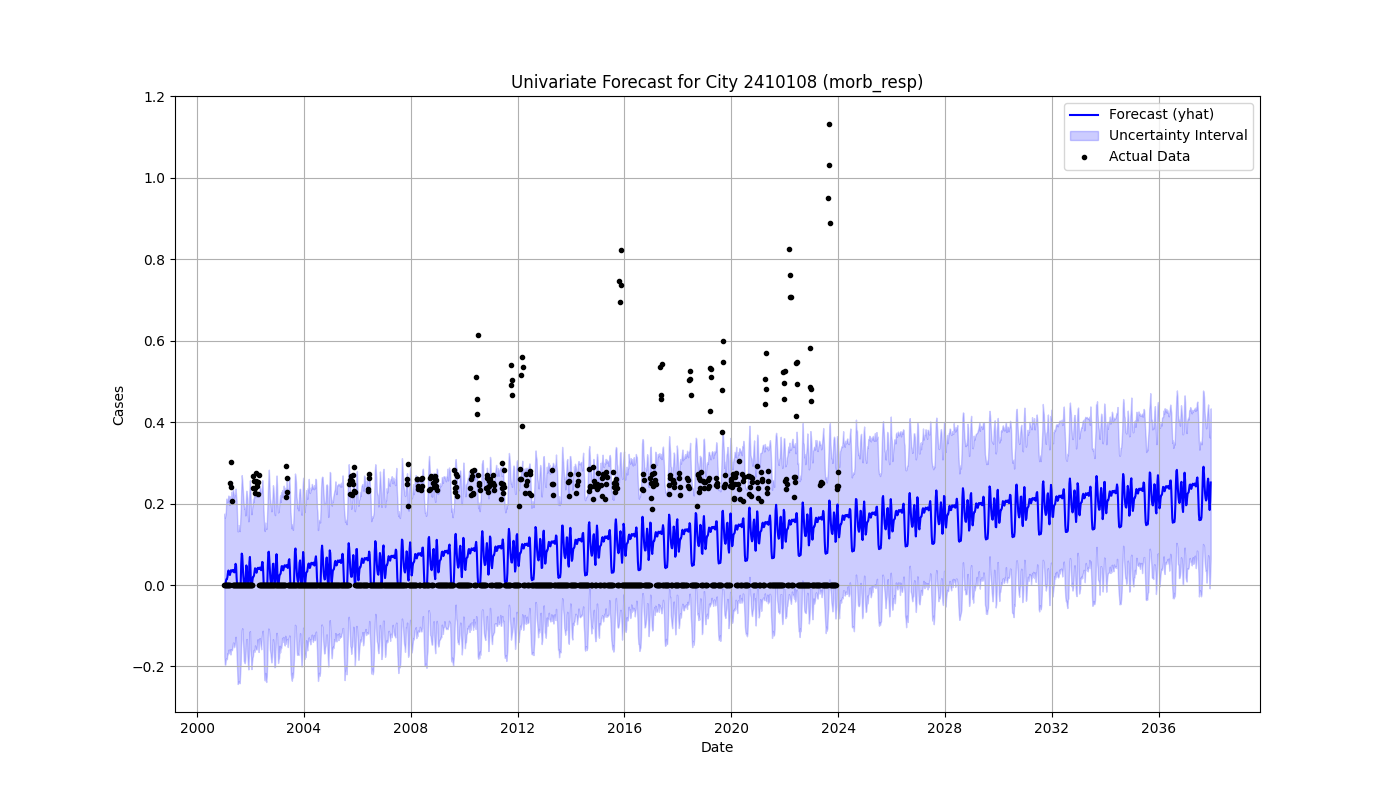 Univariate Forecast for City 2410108 (morb_resp)
Forecast (yhat)
Uncertainty Interval
Actual Data
Cases
1.2
1.0
0.8
0.6
0.4
0.2
0.0
−0.2
2000 2004 2008 2012 2016 2020 2024 2028 2032 2036
Date